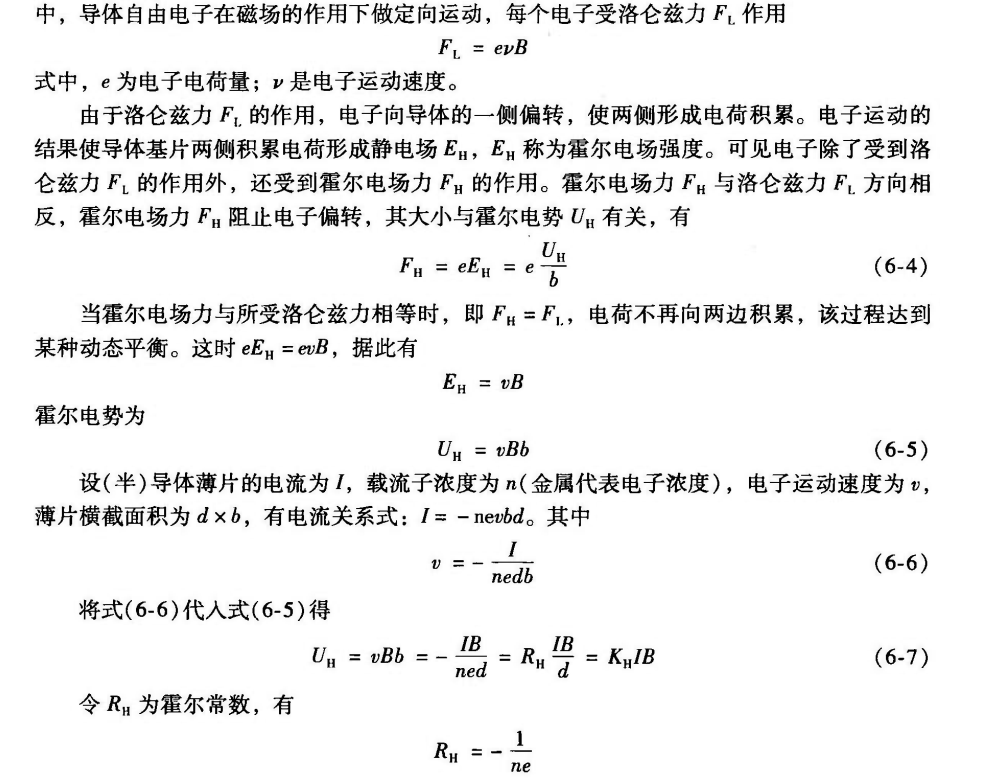 中，导体自由电子在磁场的作用下做定向运动，每个电子受洛仑兹力 F_L 作用
F_L = eνB
式中，e 为电子电荷量；ν 是电子运动速度。
由于洛仑兹力 F_L 的作用，电子向导体的一侧偏转，使两侧形成电荷积累。电子运动的
结果使导体基片两侧积累电荷形成静电场 E_H，E_H 称为霍尔电场强度。可见电子除了受到洛
仑兹力 F_L 的作用外，还受到霍尔电场力 F_H 的作用。霍尔电场力 F_H 与洛仑兹力 F_L 方向相
反，霍尔电场力 F_H 阻止电子偏转，其大小与霍尔电势 U_H 有关，有
F_H = eE_H = e U_H/b (6-4)
当霍尔电场力与所受洛仑兹力相等时，即 F_H = F_L，电荷不再向两边积累，该过程达到
某种动态平衡。这时 eE_H = evB，据此有
E_H = vB
霍尔电势为
U_H = vBb (6-5)
设(半)导体薄片的电流为 I，载流子浓度为 n(金属代表电子浓度)，电子运动速度为 v，
薄片横截面积为 d×b，有电流关系式：I = -nevbd。其中
v = - I/nedb (6-6)
将式(6-6)代入式(6-5)得
U_H = vBb = - IB/ned = R_H IB/d = K_H IB (6-7)
令 R_H 为霍尔常数，有
R_H = - 1/ne